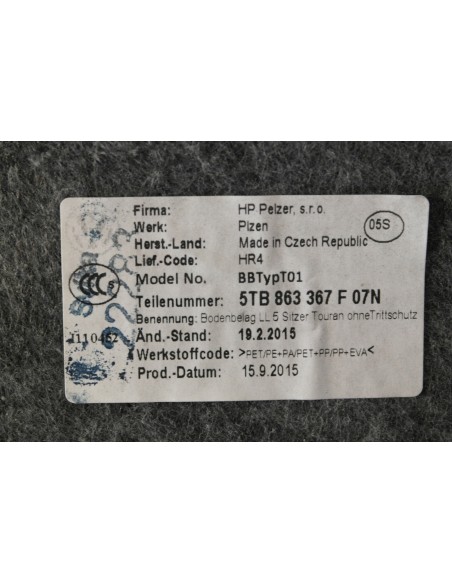 Firma: HP Pelzer, s.r.o.
Werk: Plzen 05S
Herst.-Land: Made in Czech Republic
Lief.-Code: HR4
Model No. BBTypT01
CCC S
Teilenummer: 5TB 863 367 F 07N
Benennung: Bodenbelag LL 5 Sitzer Touran ohneTrittschutz
Änd.-Stand: 19.2.2015
Werkstoffcode: >PET/PE+PA/PET+PP/PP+EVA<
Prod.-Datum: 15.9.2015